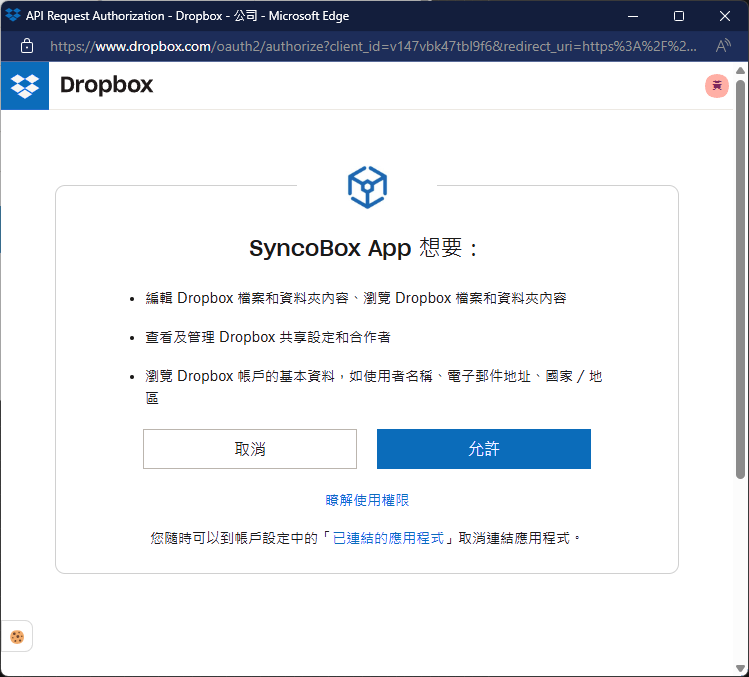 API Request Authorization - Dropbox - 公司 - Microsoft Edge
https://www.dropbox.com/oauth2/authorize?client_id=v147vbk47tbl9f6&redirect_uri=https%3A%2F%2...
Dropbox
黃
SyncoBox App 想要：
• 編輯 Dropbox 檔案和資料夾內容、瀏覽 Dropbox 檔案和資料夾內容
• 查看及管理 Dropbox 共享設定和合作者
• 瀏覽 Dropbox 帳戶的基本資料，如使用者名稱、電子郵件地址、國家／地
區
取消
允許
瞭解使用權限
您隨時可以到帳戶設定中的「已連結的應用程式」取消連結應用程式。